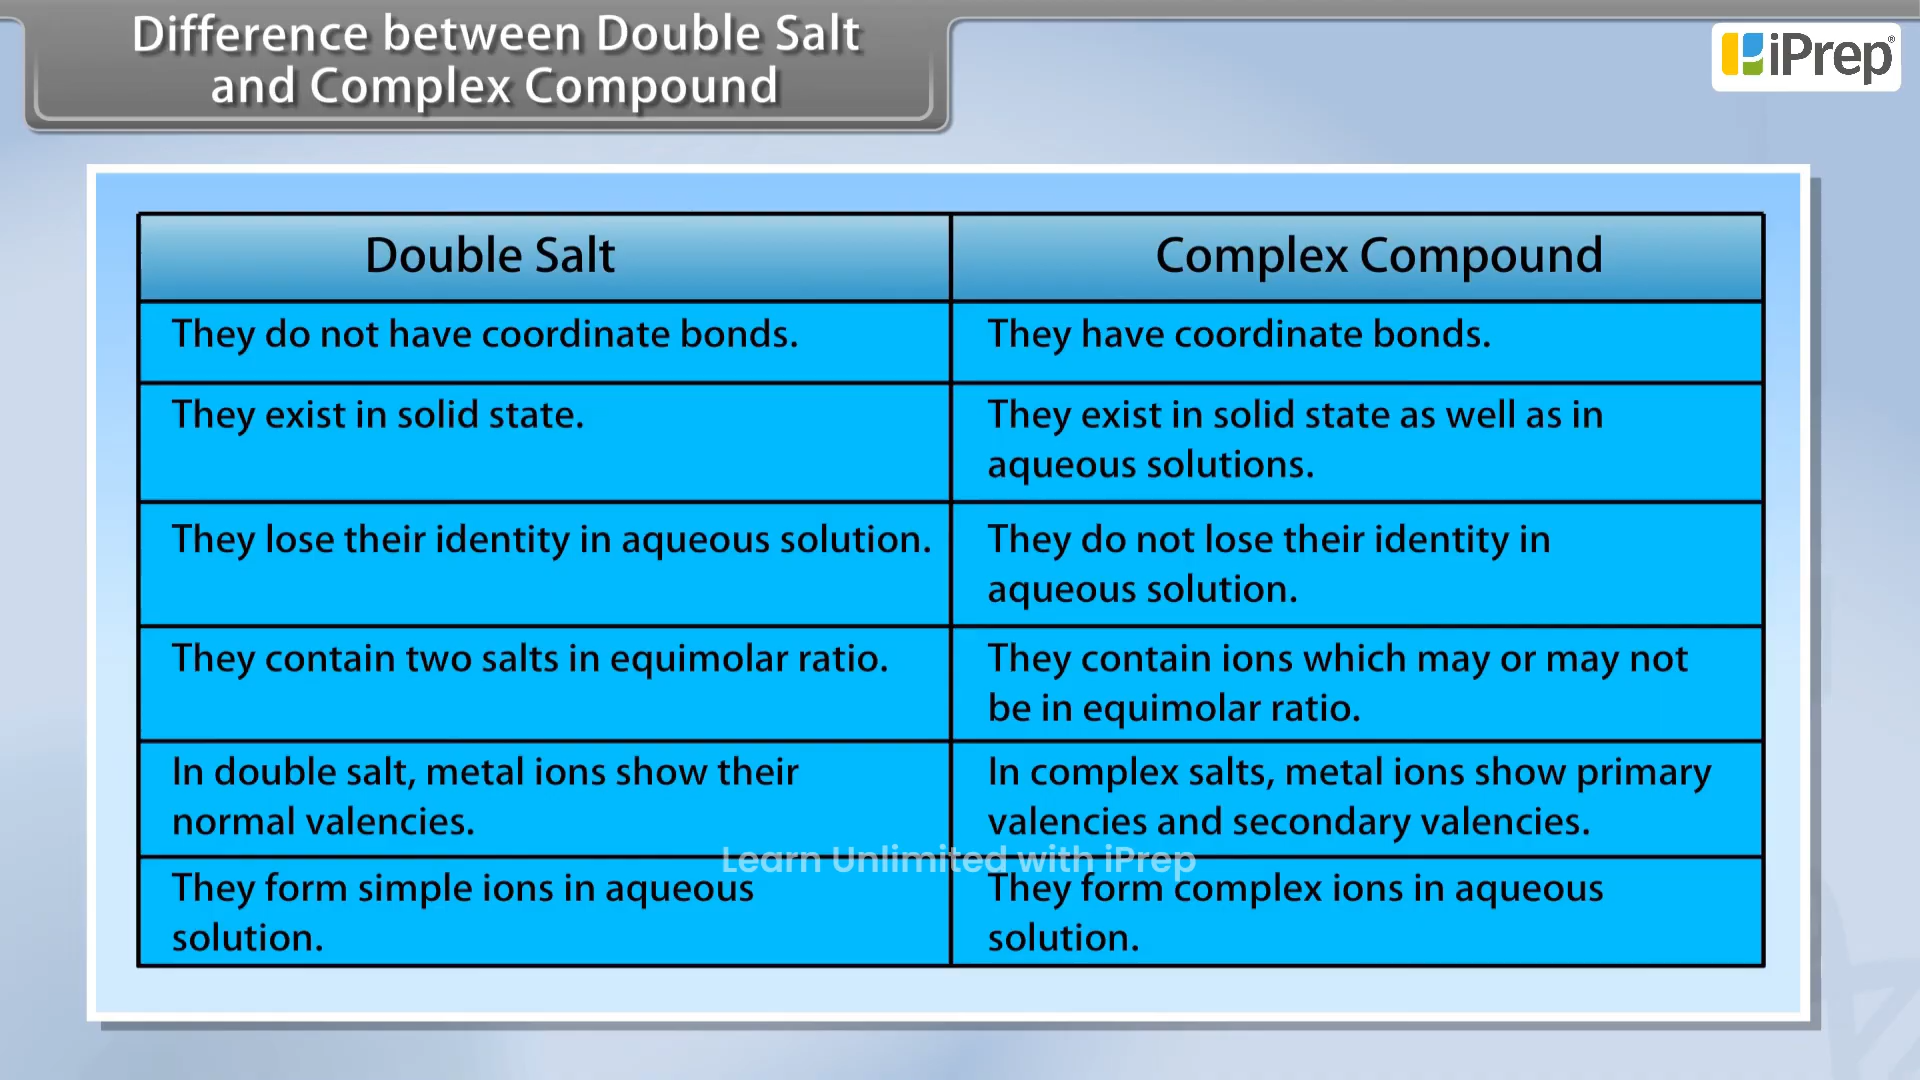 Difference between Double Salt
and Complex Compound
iPrep®
Double Salt
Complex Compound
They do not have coordinate bonds.
They have coordinate bonds.
They exist in solid state.
They exist in solid state as well as in
aqueous solutions.
They lose their identity in aqueous solution.
They do not lose their identity in
aqueous solution.
They contain two salts in equimolar ratio.
They contain ions which may or may not
be in equimolar ratio.
In double salt, metal ions show their
normal valencies.
In complex salts, metal ions show primary
valencies and secondary valencies.
Learn Unlimited with iPrep
They form simple ions in aqueous
solution.
They form complex ions in aqueous
solution.